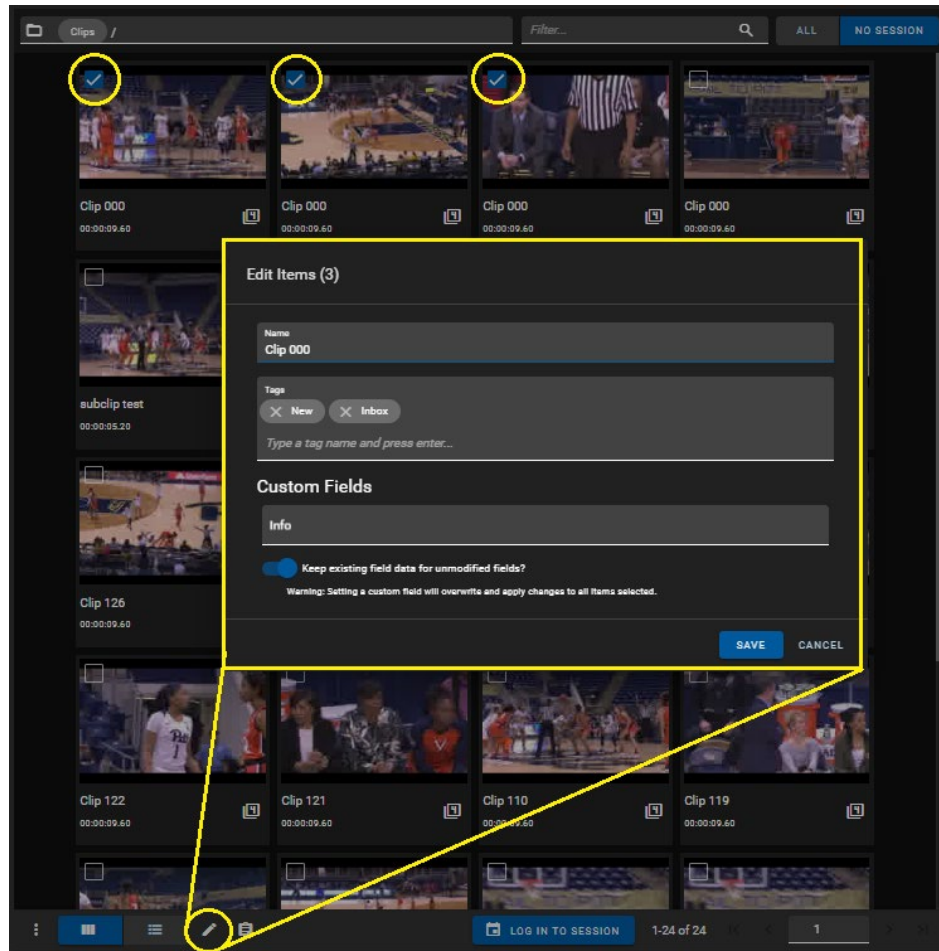 Clips /
Filter...
ALL
NO SESSION
Clip 000
00:00:09.60
Clip 000
00:00:09.60
Clip 000
00:00:09.60
Clip 000
00:00:09.60
Edit Items (3)
Name
Clip 000
Tags
New
Inbox
Type a tag name and press enter...
Custom Fields
Info
Keep existing field data for unmodified fields?
Warning: Setting a custom field will overwrite and apply changes to all items selected.
SAVE
CANCEL
subclip test
00:00:05.20
Clip 126
00:00:09.60
Clip 122
00:00:09.60
Clip 121
00:00:09.60
Clip 110
00:00:09.60
Clip 119
00:00:09.60
LOG IN TO SESSION
1-24 of 24
1